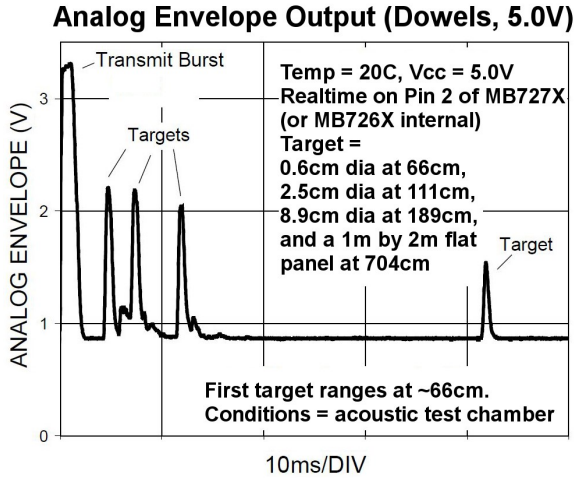 Analog Envelope Output (Dowels, 5.0V)
Transmit Burst
Temp = 20C, Vcc = 5.0V
Realtime on Pin 2 of MB727X
(or MB726X internal)
Target =
0.6cm dia at 66cm,
2.5cm dia at 111cm,
8.9cm dia at 189cm,
and a 1m by 2m flat
panel at 704cm
Targets
Target
ANALOG ENVELOPE (V)
3
2
1
0
First target ranges at ~66cm.
Conditions = acoustic test chamber
10ms/DIV